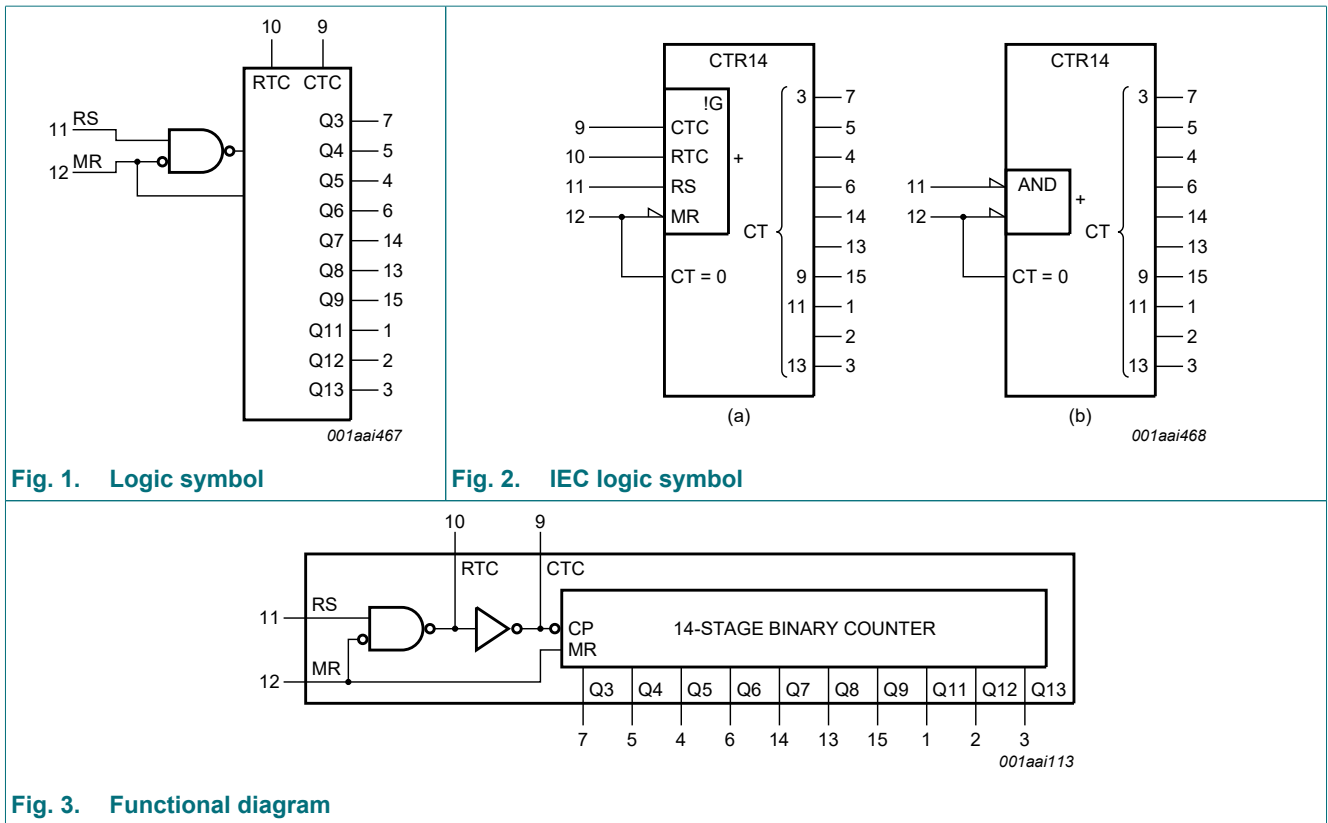 10 9
RTC CTC
11 RS
12 MR
Q3 7
Q4 5
Q5 4
Q6 6
Q7 14
Q8 13
Q9 15
Q11 1
Q12 2
Q13 3
001aai467
Fig. 1. Logic symbol
CTR14
!G
9 CTC
10 RTC
11 RS
12 MR
+
CT = 0
CT
3 7
5
4
6
14
13
9 15
11 1
2
13 3
(a)
CTR14
11 AND
12
+
CT = 0
CT
3 7
5
4
6
14
13
9 15
11 1
2
13 3
(b)
001aai468
Fig. 2. IEC logic symbol
10 9
RTC CTC
11 RS
12 MR
CP
MR
14-STAGE BINARY COUNTER
Q3 Q4 Q5 Q6 Q7 Q8 Q9 Q11 Q12 Q13
7 5 4 6 14 13 15 1 2 3
001aai113
Fig. 3. Functional diagram